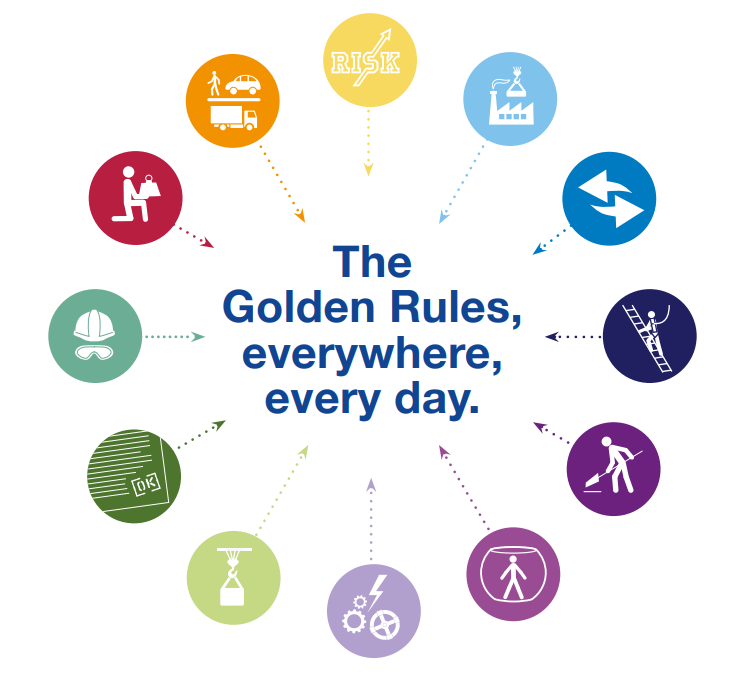 RISK
The
Golden Rules,
everywhere,
every day.
OK